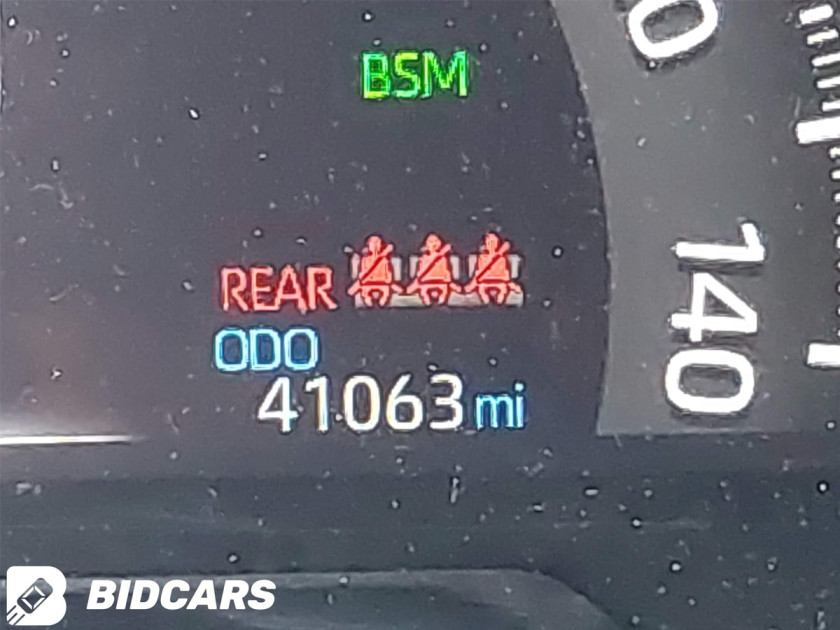 BSM
REAR
ODO
41063 mi
140
BIDCARS